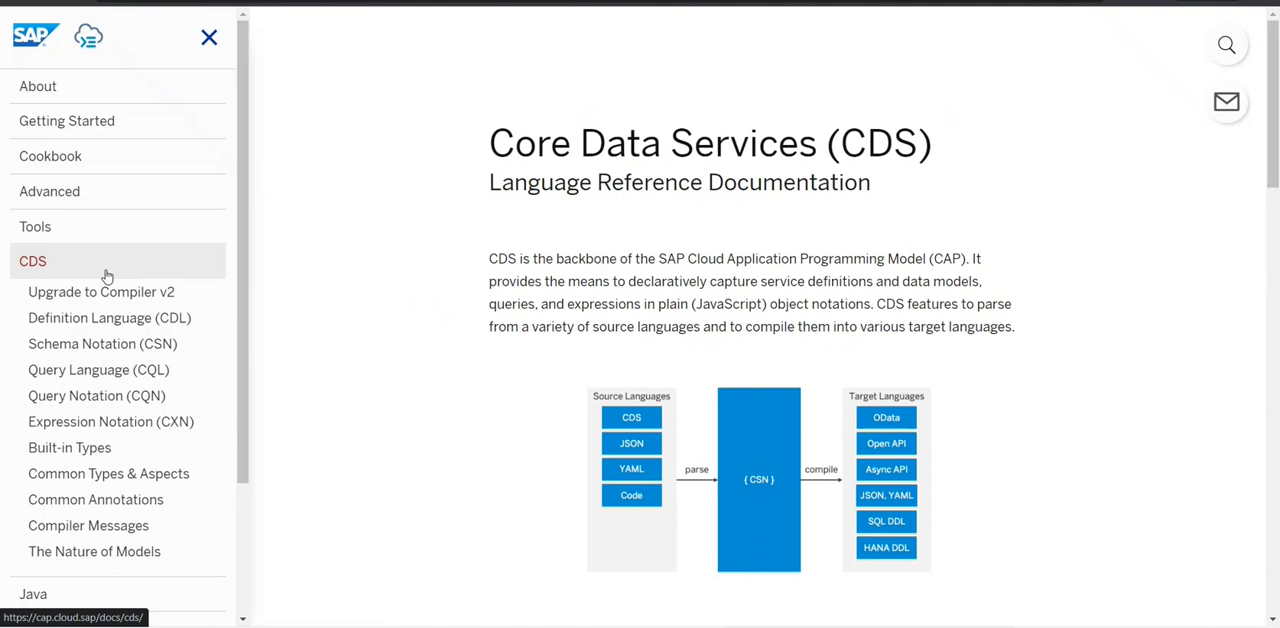 SAP
About
Getting Started
Cookbook
Advanced
Tools
CDS
Upgrade to Compiler v2
Definition Language (CDL)
Schema Notation (CSN)
Query Language (CQL)
Query Notation (CQN)
Expression Notation (CXN)
Built-in Types
Common Types & Aspects
Common Annotations
Compiler Messages
The Nature of Models
Java
https://cap.cloud.sap/docs/cds/
Core Data Services (CDS)
Language Reference Documentation
CDS is the backbone of the SAP Cloud Application Programming Model (CAP). It
provides the means to declaratively capture service definitions and data models,
queries, and expressions in plain (JavaScript) object notations. CDS features to parse
from a variety of source languages and to compile them into various target languages.
Source Languages
CDS
JSON
YAML
Code
parse
{ CSN }
compile
Target Languages
OData
Open API
Async API
JSON, YAML
SQL DDL
HANA DDL